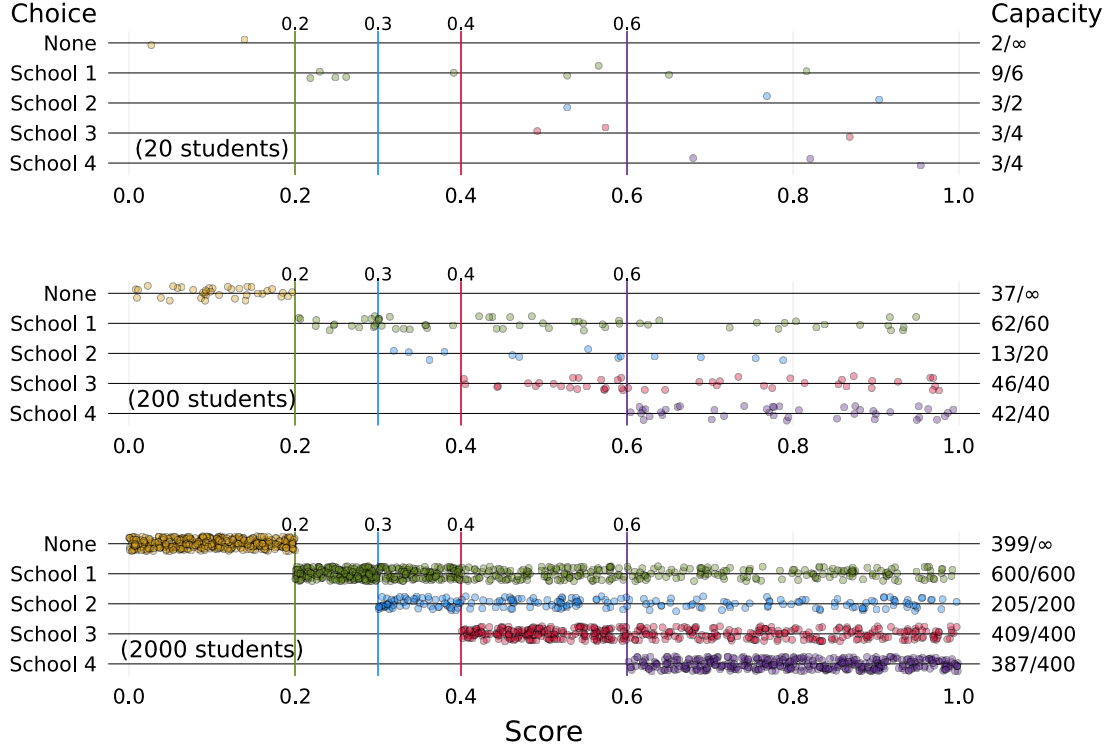 Choice Capacity
0.2 0.3 0.4 0.6
None 2/∞
School 1 9/6
School 2 3/2
School 3 3/4
(20 students)
School 4 3/4
0.0 0.2 0.4 0.6 0.8 1.0
0.2 0.3 0.4 0.6
None 37/∞
School 1 62/60
School 2 13/20
School 3 46/40
(200 students)
School 4 42/40
0.0 0.2 0.4 0.6 0.8 1.0
0.2 0.3 0.4 0.6
None 399/∞
School 1 600/600
School 2 205/200
School 3 409/400
(2000 students)
School 4 387/400
0.0 0.2 0.4 0.6 0.8 1.0
Score